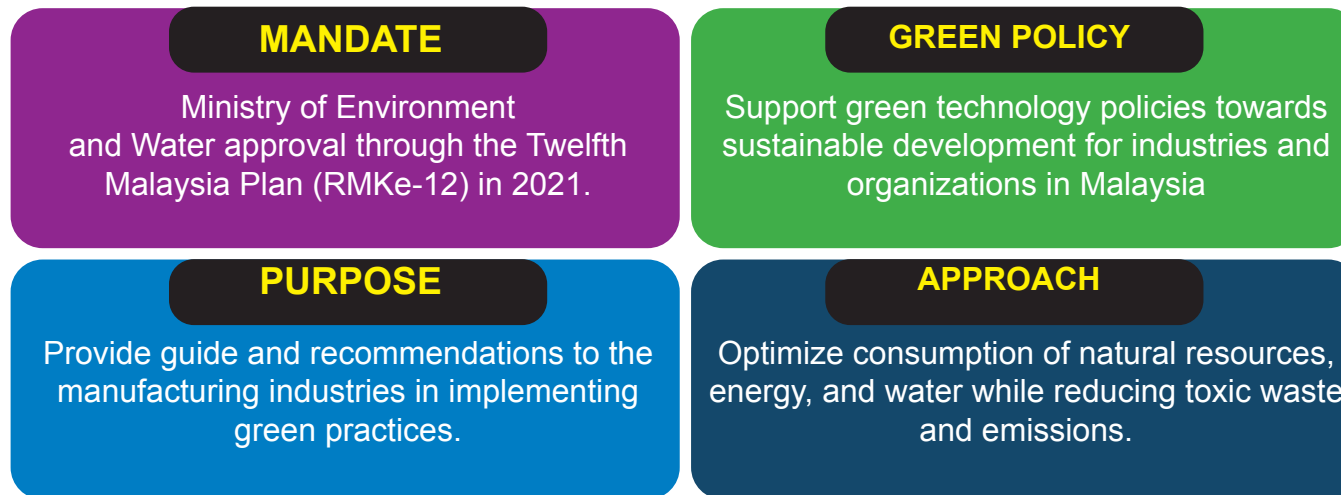 MANDATE
Ministry of Environment
and Water approval through the Twelfth
Malaysia Plan (RMKe-12) in 2021.
GREEN POLICY
Support green technology policies towards
sustainable development for industries and
organizations in Malaysia
PURPOSE
Provide guide and recommendations to the
manufacturing industries in implementing
green practices.
APPROACH
Optimize consumption of natural resources,
energy, and water while reducing toxic waste
and emissions.